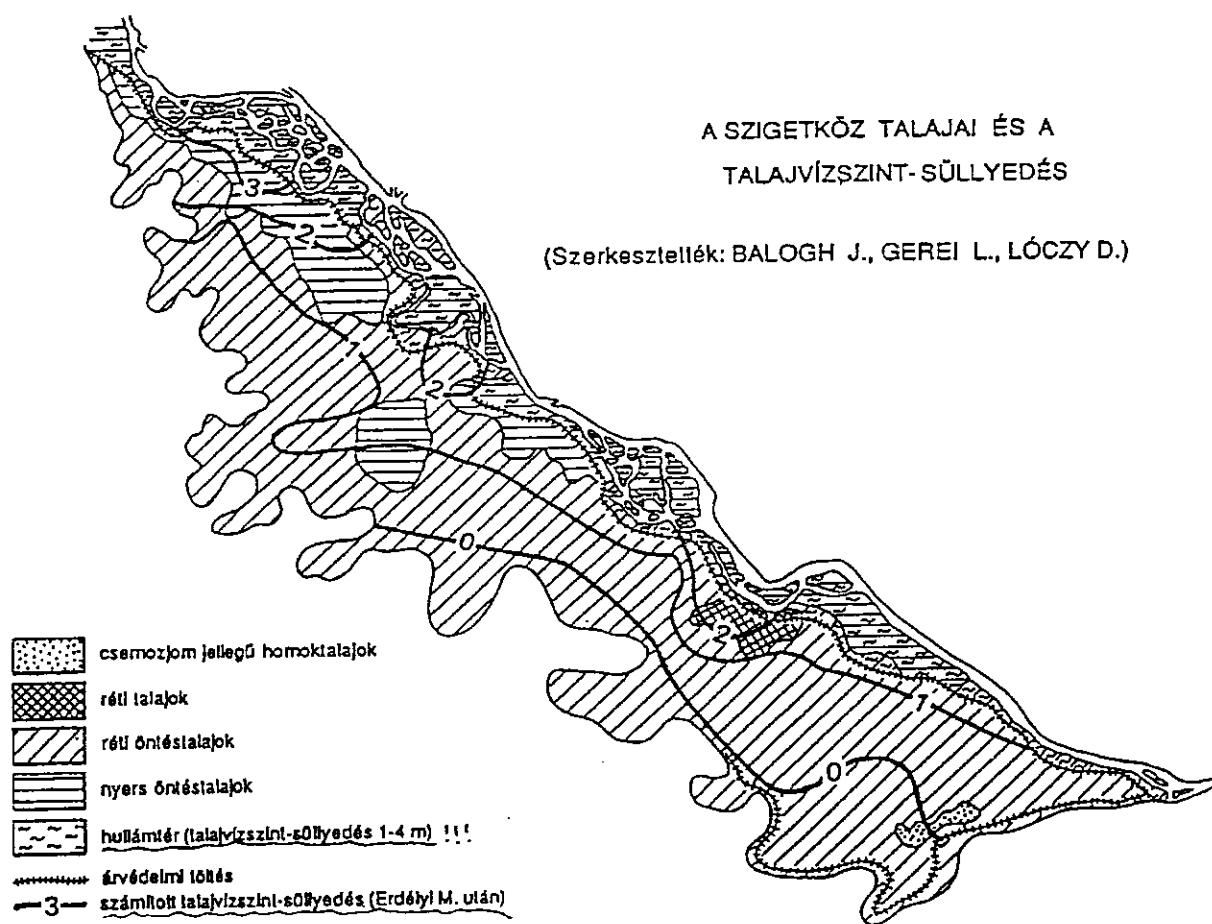 A SZIGETKÖZ TALAJAI ÉS A
TALAJVÍZSZINT-SÜLLYEDÉS
(Szerkesztették: BALOGH J., GEREI L., LÓCZY D.)
3
2
1
2
0
2
1
0
csernozjom jellegű homoktalajok
réti talajok
réti öntéstalajok
nyers öntéstalajok
hullámtér (talajvízszint-süllyedés 1-4 m) !!!
árvédelmi töltés
3 számított talajvízszint-süllyedés (Erdélyi M. után)